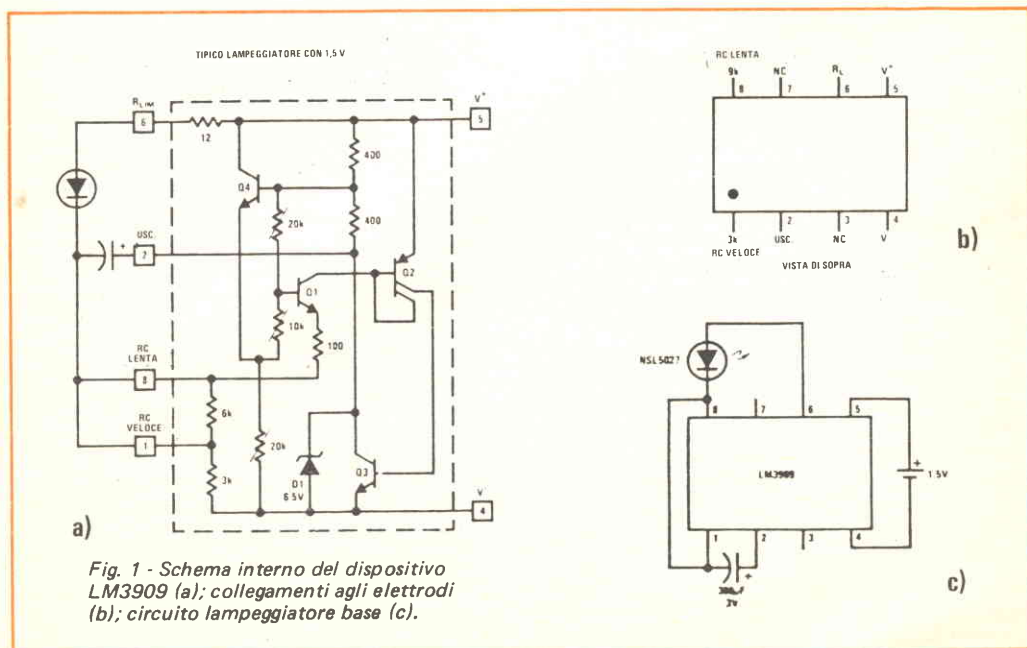 TIPICO LAMPEGGIATORE CON 1,5 V
RLIM
6
12
V+
5
400
Q4
20k
400
USC.
2
Q2
Q1
10k
100
RC
LENTA
8
6k
RC
VELOCE
1
3k
20k
D1
6.5V
Q3
V
4
a)
Fig. 1 - Schema interno del dispositivo
LM3909 (a); collegamenti agli elettrodi
(b); circuito lampeggiatore base (c).
RC LENTA
9k
NC
RL
V+
8
7
6
5
3k
USC.
NC
V
2
3
4
RC VELOCE
VISTA DI SOPRA
b)
NSL5027
8
7
6
5
LM3909
+
1.5V
1
2
3
4
+
300µF
3V
c)